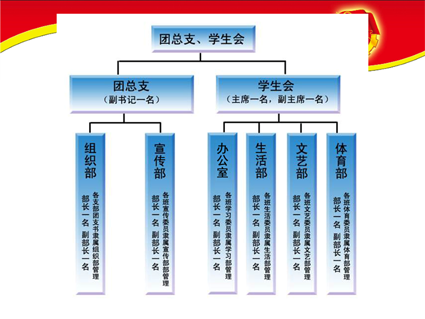 团总支、学生会
团总支
（副书记一名）
学生会
（主席一名，副主席一名）
组织部
各支部团支书隶属组织部管理
部长一名 副部长一名
宣传部
各班宣传委员隶属宣传部部管理
部长一名 副部长一名
办公室
各班学习委员隶属学习部管理
部长一名 副部长一名
生活部
各班生活委员隶属生活部管理
部长一名 副部长一名
文艺部
各班文艺委员隶属文艺部管理
部长一名 副部长一名
体育部
各班体育委员隶属体育部管理
部长一名 副部长一名